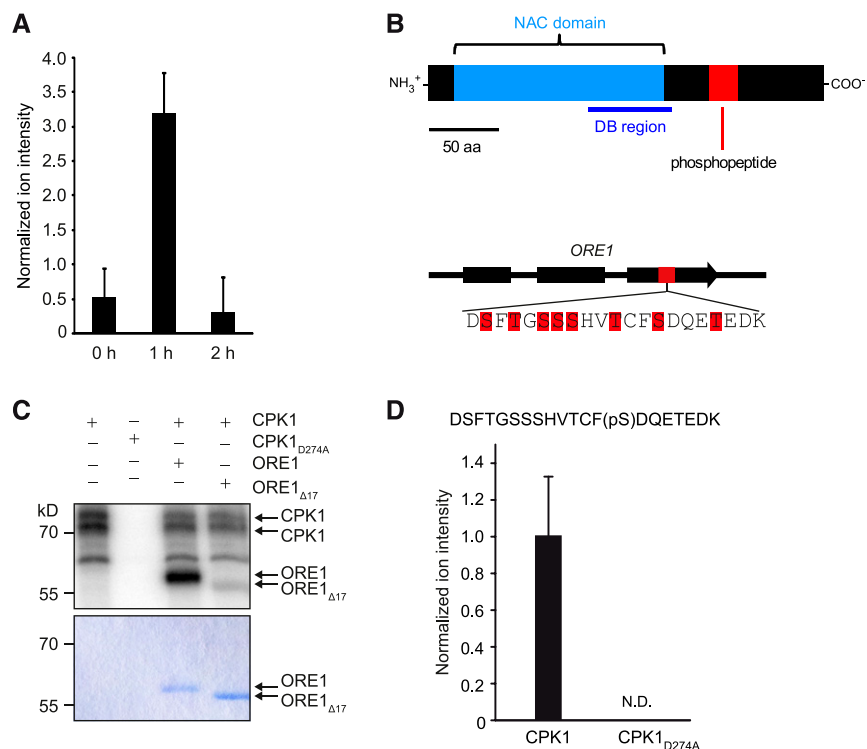 A
Normalized ion intensity
4.0
3.5
3.0
2.5
2.0
1.5
1.0
0.5
0.0
0 h 1 h 2 h
B
NAC domain
NH3+
COO-
DB region
50 aa
phosphopeptide
ORE1
DSFTGSSSHVTCFSDQETEDK
C
+ – + + CPK1
– + – – CPK1D274A
– – + – ORE1
– – – + ORE1Δ17
kD
70
55
CPK1
CPK1
ORE1
ORE1Δ17
70
55
ORE1
ORE1Δ17
D
DSFTGSSSHVTCF(pS)DQETEDK
Normalized ion intensity
1.4
1.2
1.0
0.8
0.6
0.4
0.2
0
N.D.
CPK1 CPK1D274A